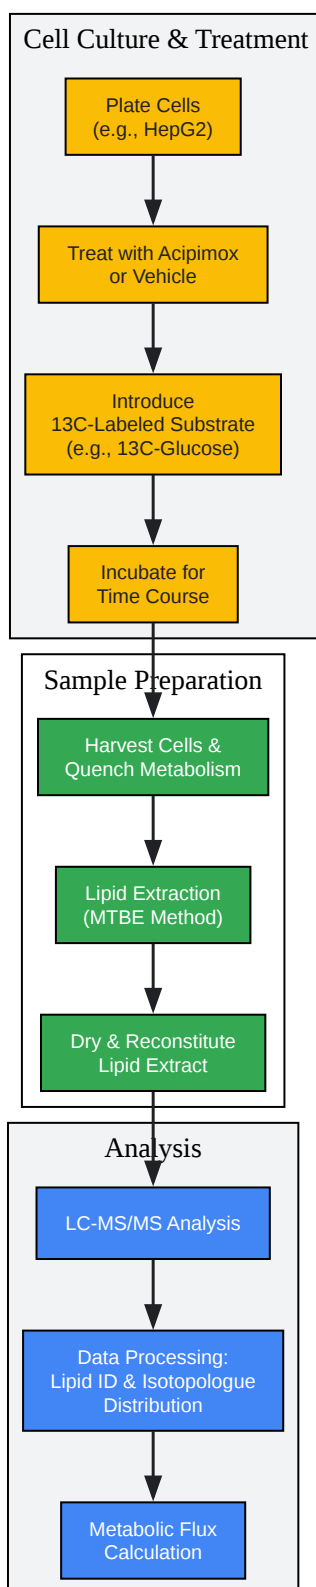 Cell Culture & Treatment
Plate Cells
(e.g., HepG2)
Treat with Acipimox
or Vehicle
Introduce
13C-Labeled Substrate
(e.g., 13C-Glucose)
Incubate for
Time Course
Sample Preparation
Harvest Cells &
Quench Metabolism
Lipid Extraction
(MTBE Method)
Dry & Reconstitute
Lipid Extract
Analysis
LC-MS/MS Analysis
Data Processing:
Lipid ID & Isotopologue
Distribution
Metabolic Flux
Calculation